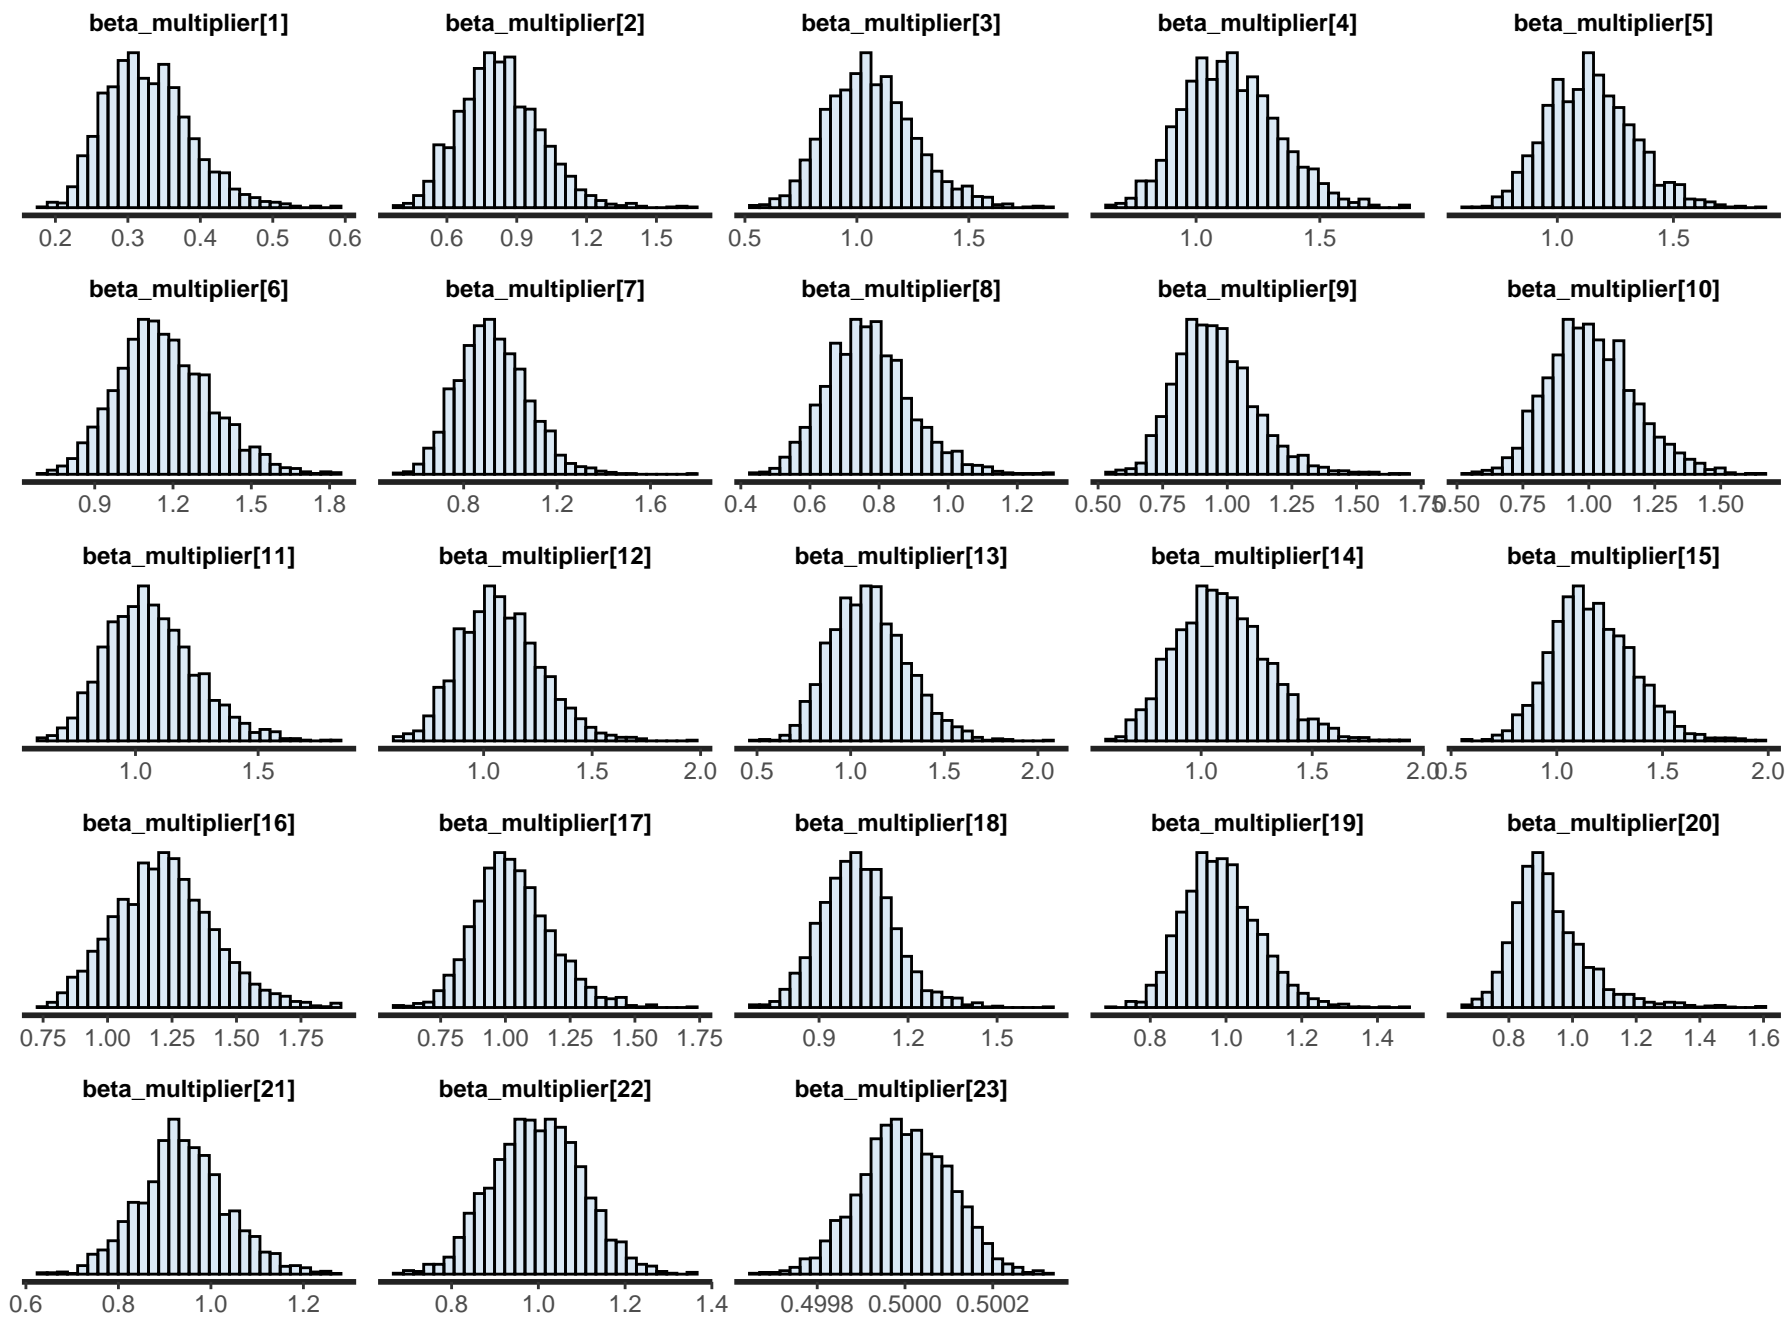 beta_multiplier[1] beta_multiplier[2] beta_multiplier[3] beta_multiplier[4] beta_multiplier[5]
0.2 0.3 0.4 0.5 0.6 0.6 0.9 1.2 1.5 0.5 1.0 1.5 1.0 1.5 1.0 1.5
beta_multiplier[6] beta_multiplier[7] beta_multiplier[8] beta_multiplier[9] beta_multiplier[10]
0.9 1.2 1.5 1.8 0.8 1.2 1.6 0.4 0.6 0.8 1.0 1.2 0.50 0.75 1.00 1.25 1.50 1.75 0.50 0.75 1.00 1.25 1.50
beta_multiplier[11] beta_multiplier[12] beta_multiplier[13] beta_multiplier[14] beta_multiplier[15]
1.0 1.5 1.0 1.5 2.0 0.5 1.0 1.5 2.0 1.0 1.5 2.0 0.5 1.0 1.5 2.0
beta_multiplier[16] beta_multiplier[17] beta_multiplier[18] beta_multiplier[19] beta_multiplier[20]
0.75 1.00 1.25 1.50 1.75 0.75 1.00 1.25 1.50 1.75 0.9 1.2 1.5 0.8 1.0 1.2 1.4 0.8 1.0 1.2 1.4 1.6
beta_multiplier[21] beta_multiplier[22] beta_multiplier[23]
0.6 0.8 1.0 1.2 0.8 1.0 1.2 1.4 0.4998 0.5000 0.5002